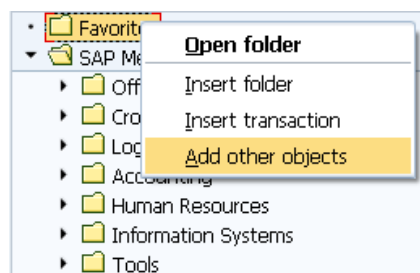 Favorit
SAP Me
Off
Cro
Log
Accounting
Human Resources
Information Systems
Tools
Open folder
Insert folder
Insert transaction
Add other objects